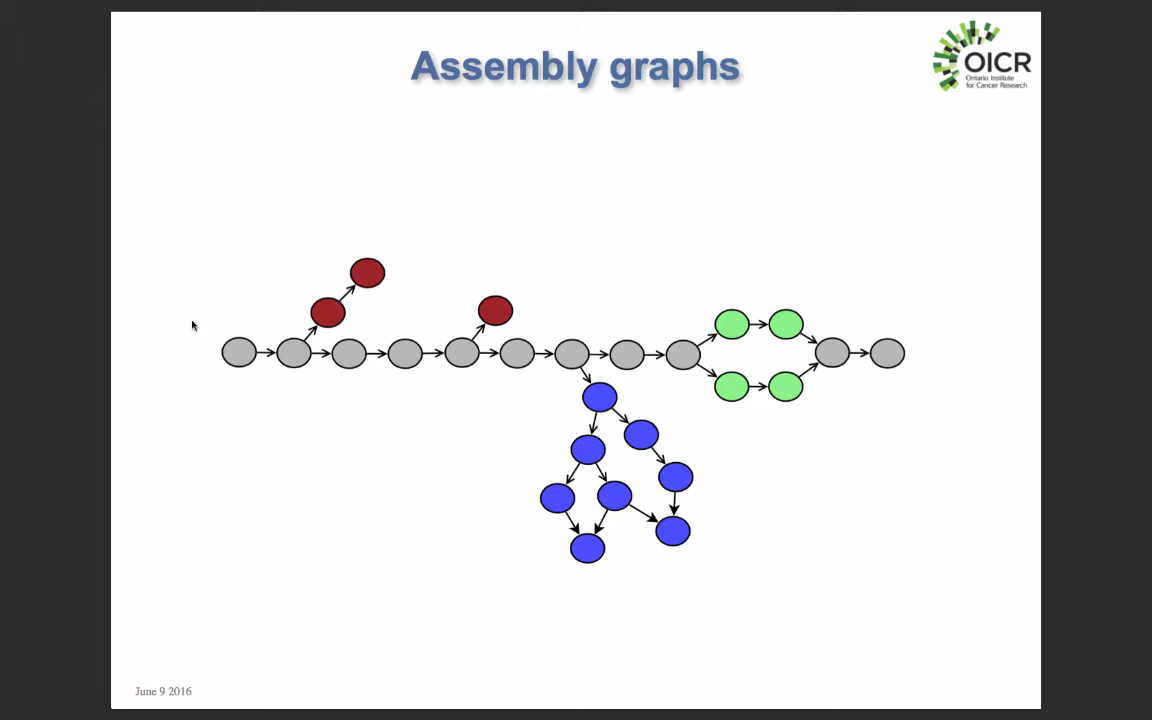 Assembly graphs
OICR
Ontario Institute
for Cancer Research
June 9 2016